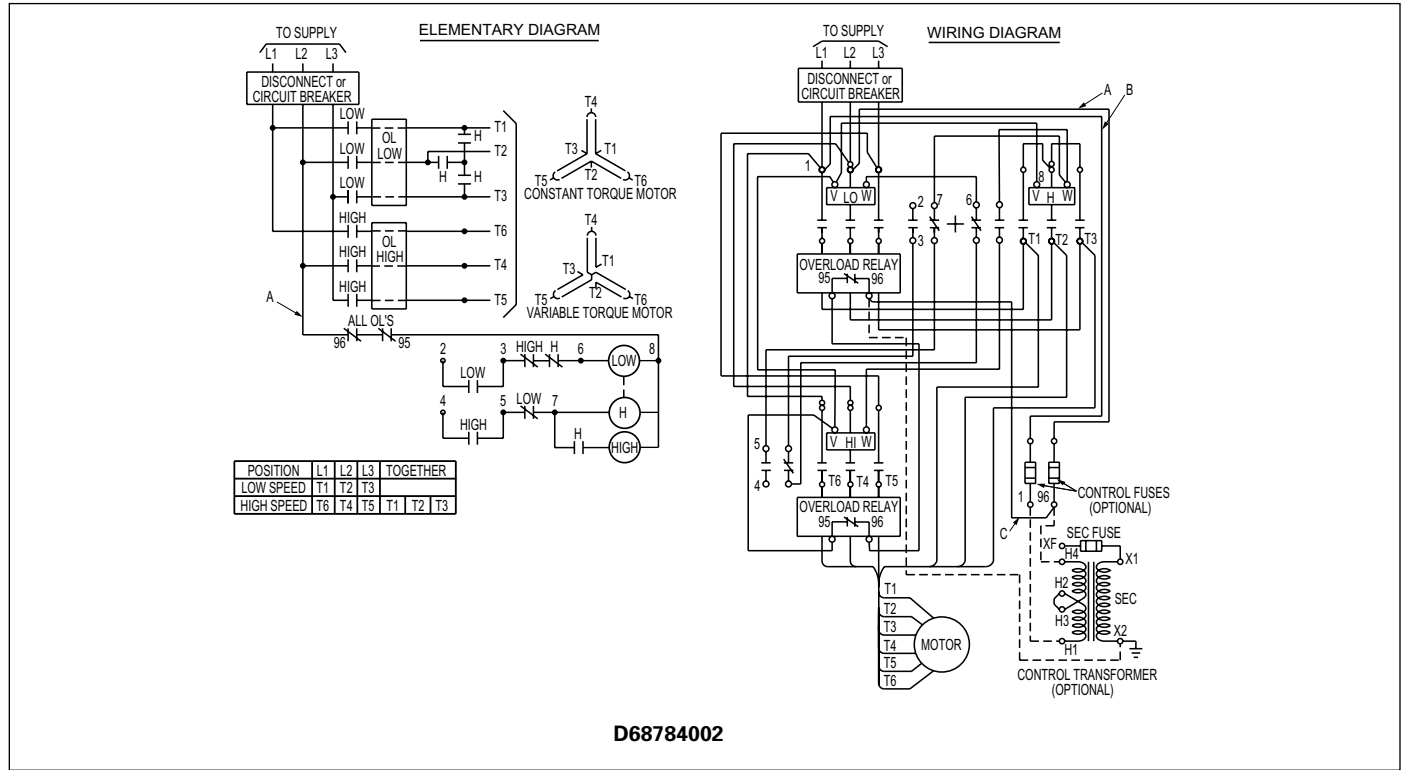 ELEMENTARY DIAGRAM
TO SUPPLY
L1 L2 L3
DISCONNECT or
CIRCUIT BREAKER
LOW
LOW
LOW
OL
LOW
H
H
H
T1
T2
T3
HIGH
HIGH
HIGH
OL
HIGH
T6
T4
T5
T4
T3 T1
T2
T5 T6
CONSTANT TORQUE MOTOR
T4
T1
T3
T2
T5 T6
VARIABLE TORQUE MOTOR
A
ALL OL'S
96 95
2 3 HIGH H 6 8
LOW
LOW
4 5 LOW 7
HIGH
H
H
HIGH
POSITION L1 L2 L3 TOGETHER
LOW SPEED T1 T2 T3
HIGH SPEED T6 T4 T5 T1 T2 T3
WIRING DIAGRAM
TO SUPPLY
L1 L2 L3
DISCONNECT or
CIRCUIT BREAKER
A B
1
V LO W
8
V H W
2 7 6
3
T1 T2 T3
OVERLOAD RELAY
95 96
V HI W
5
4
T6 T4 T5
OVERLOAD RELAY
95 96
1 96
CONTROL FUSES
(OPTIONAL)
C
SEC FUSE
XF
H4 X1
H2
SEC
H3
X2
H1
CONTROL TRANSFORMER
(OPTIONAL)
T1
T2
T3
T4
T5
T6
MOTOR
D68784002